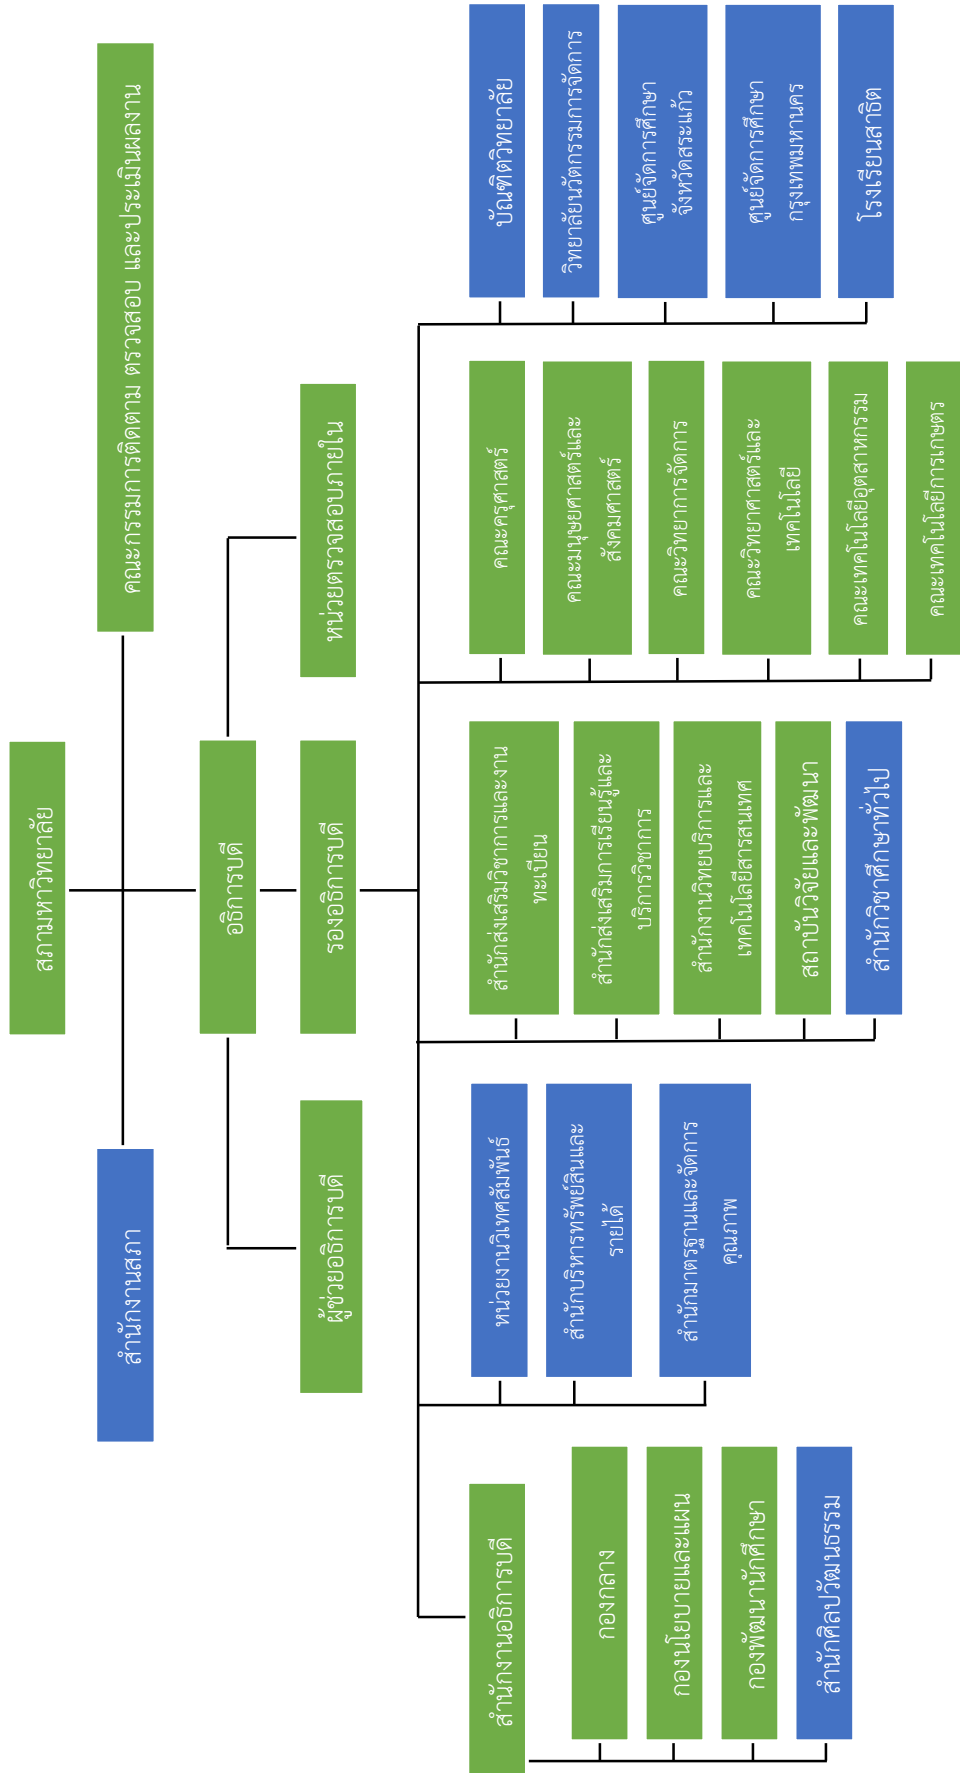 สภามหาวิทยาลัย
สำนักงานสภา
คณะกรรมการติดตาม ตรวจสอบ และประเมินผลงาน
อธิการบดี
ผู้ช่วยอธิการบดี
รองอธิการบดี
หน่วยตรวจสอบภายใน
สำนักงานอธิการบดี
กองกลาง
กองนโยบายและแผน
กองพัฒนานักศึกษา
สำนักศิลปวัฒนธรรม
หน่วยงานวิเทศสัมพันธ์
สำนักบริหารทรัพย์สินและ
รายได้
สำนักมาตรฐานและจัดการ
คุณภาพ
สำนักส่งเสริมวิชาการและงาน
ทะเบียน
สำนักส่งเสริมการเรียนรู้และ
บริการวิชาการ
สำนักงานวิทยบริการและ
เทคโนโลยีสารสนเทศ
สถาบันวิจัยและพัฒนา
สำนักวิชาศึกษาทั่วไป
คณะครุศาสตร์
คณะมนุษยศาสตร์และ
สังคมศาสตร์
คณะวิทยาการจัดการ
คณะวิทยาศาสตร์และ
เทคโนโลยี
คณะเทคโนโลยีอุตสาหกรรม
คณะเทคโนโลยีการเกษตร
บัณฑิตวิทยาลัย
วิทยาลัยนวัตกรรมการจัดการ
ศูนย์จัดการศึกษา
จังหวัดสระแก้ว
ศูนย์จัดการศึกษา
กรุงเทพมหานคร
โรงเรียนสาธิต